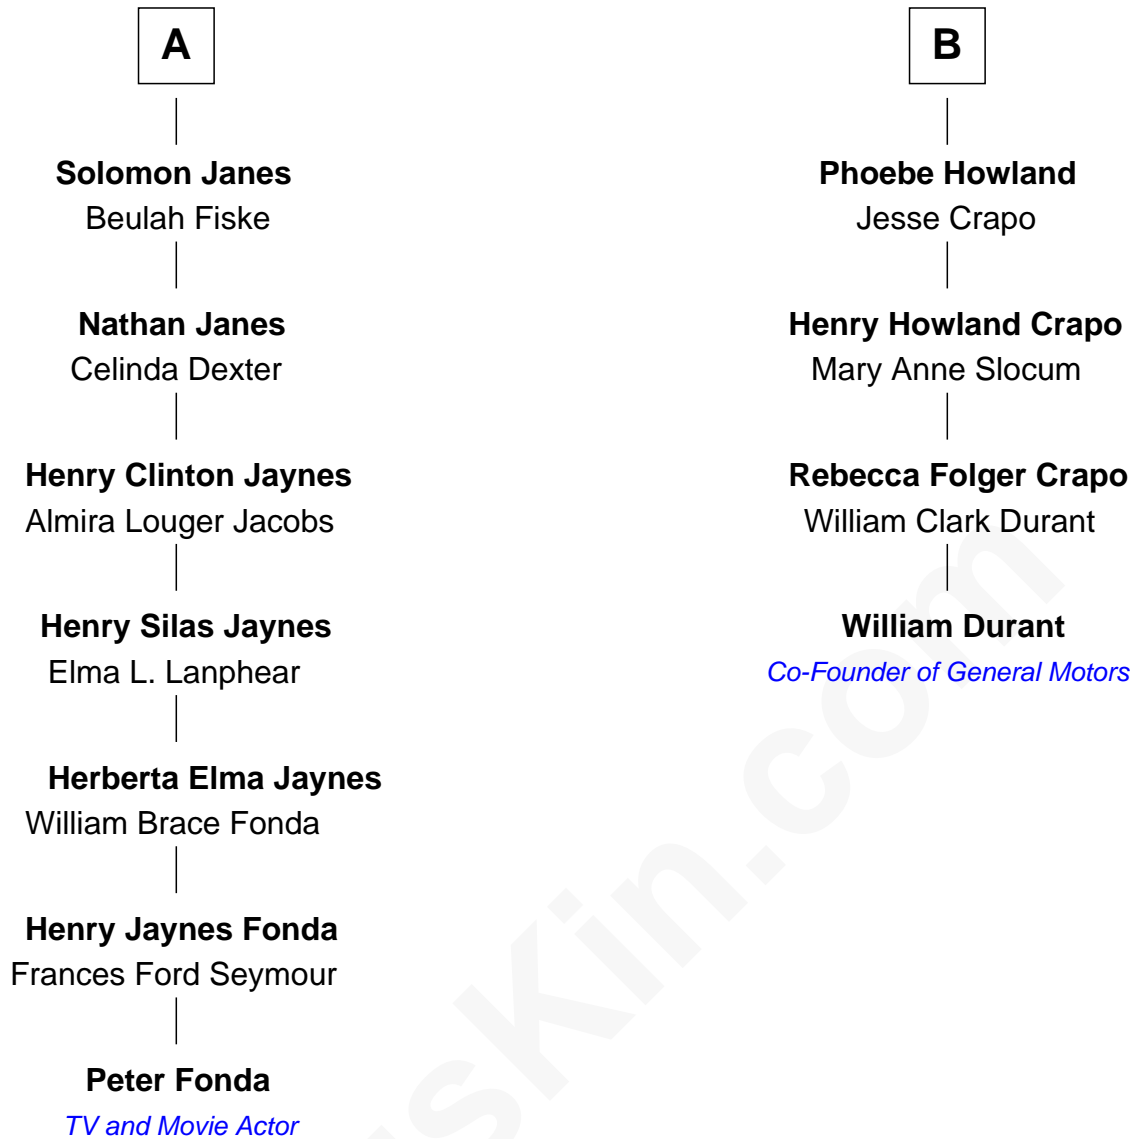 A
Solomon Janes
Beulah Fiske
Nathan Janes
Celinda Dexter
Henry Clinton Jaynes
Almira Louger Jacobs
Henry Silas Jaynes
Elma L. Lanphear
Herberta Elma Jaynes
William Brace Fonda
Henry Jaynes Fonda
Frances Ford Seymour
Peter Fonda
TV and Movie Actor
B
Phoebe Howland
Jesse Crapo
Henry Howland Crapo
Mary Anne Slocum
Rebecca Folger Crapo
William Clark Durant
William Durant
Co-Founder of General Motors
sKin.com